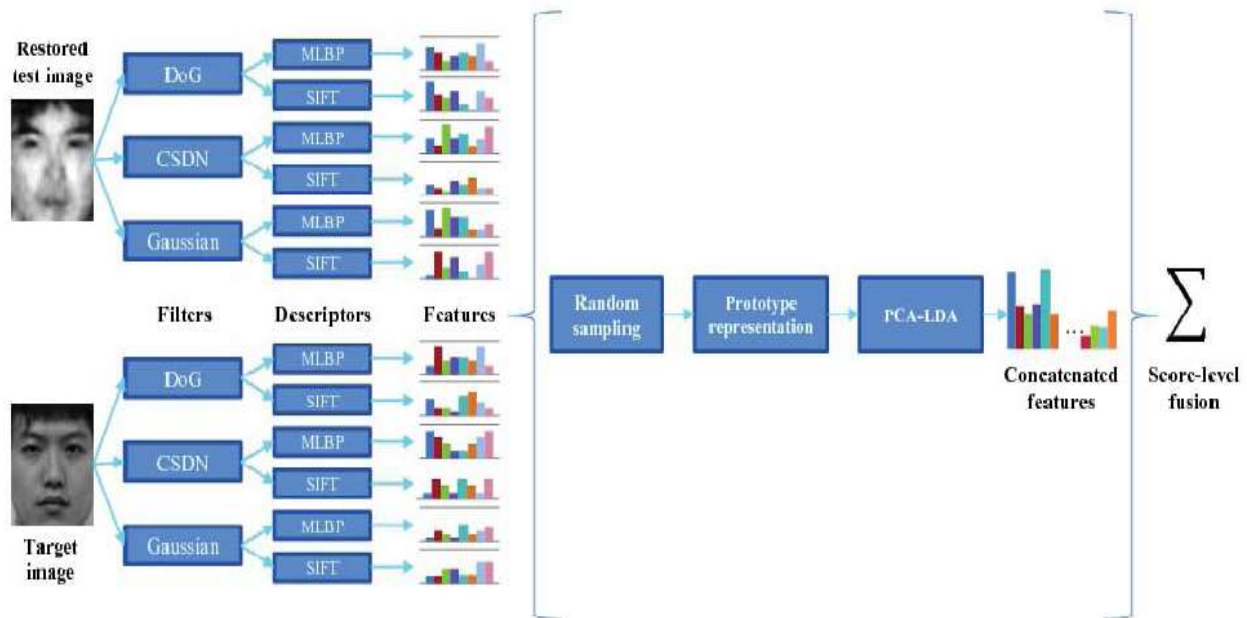 Restored
test image
DoG
MLBP
SIFT
CSDN
MLBP
SIFT
Gaussian
MLBP
SIFT
Filters
Descriptors
Features
DoG
MLBP
SIFT
CSDN
MLBP
SIFT
Gaussian
MLBP
SIFT
Target
image
Random
sampling
Prototype
representation
PCA-LDA
...
Concatenated
features
∑
Score-level
fusion